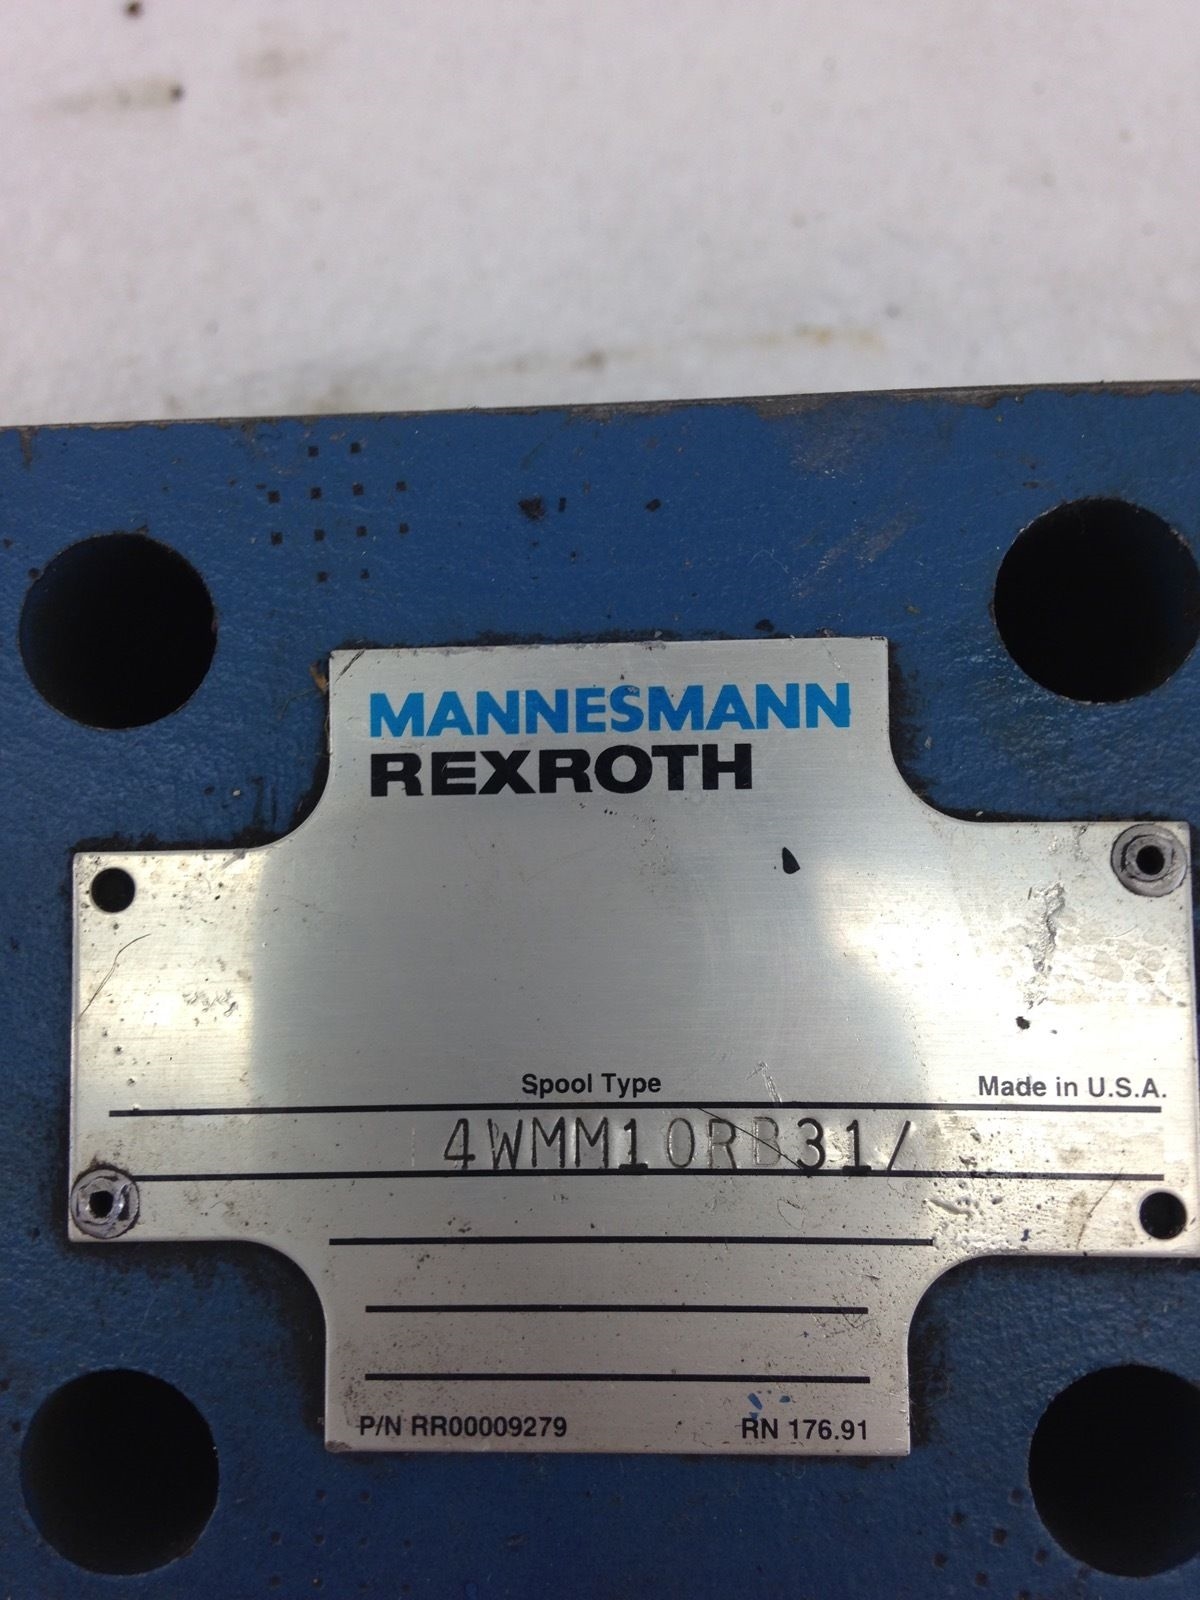 MANNESMANN
REXROTH
Spool Type Made in U.S.A.
4WMM10RB31/
P/N RR00009279 RN 176.91